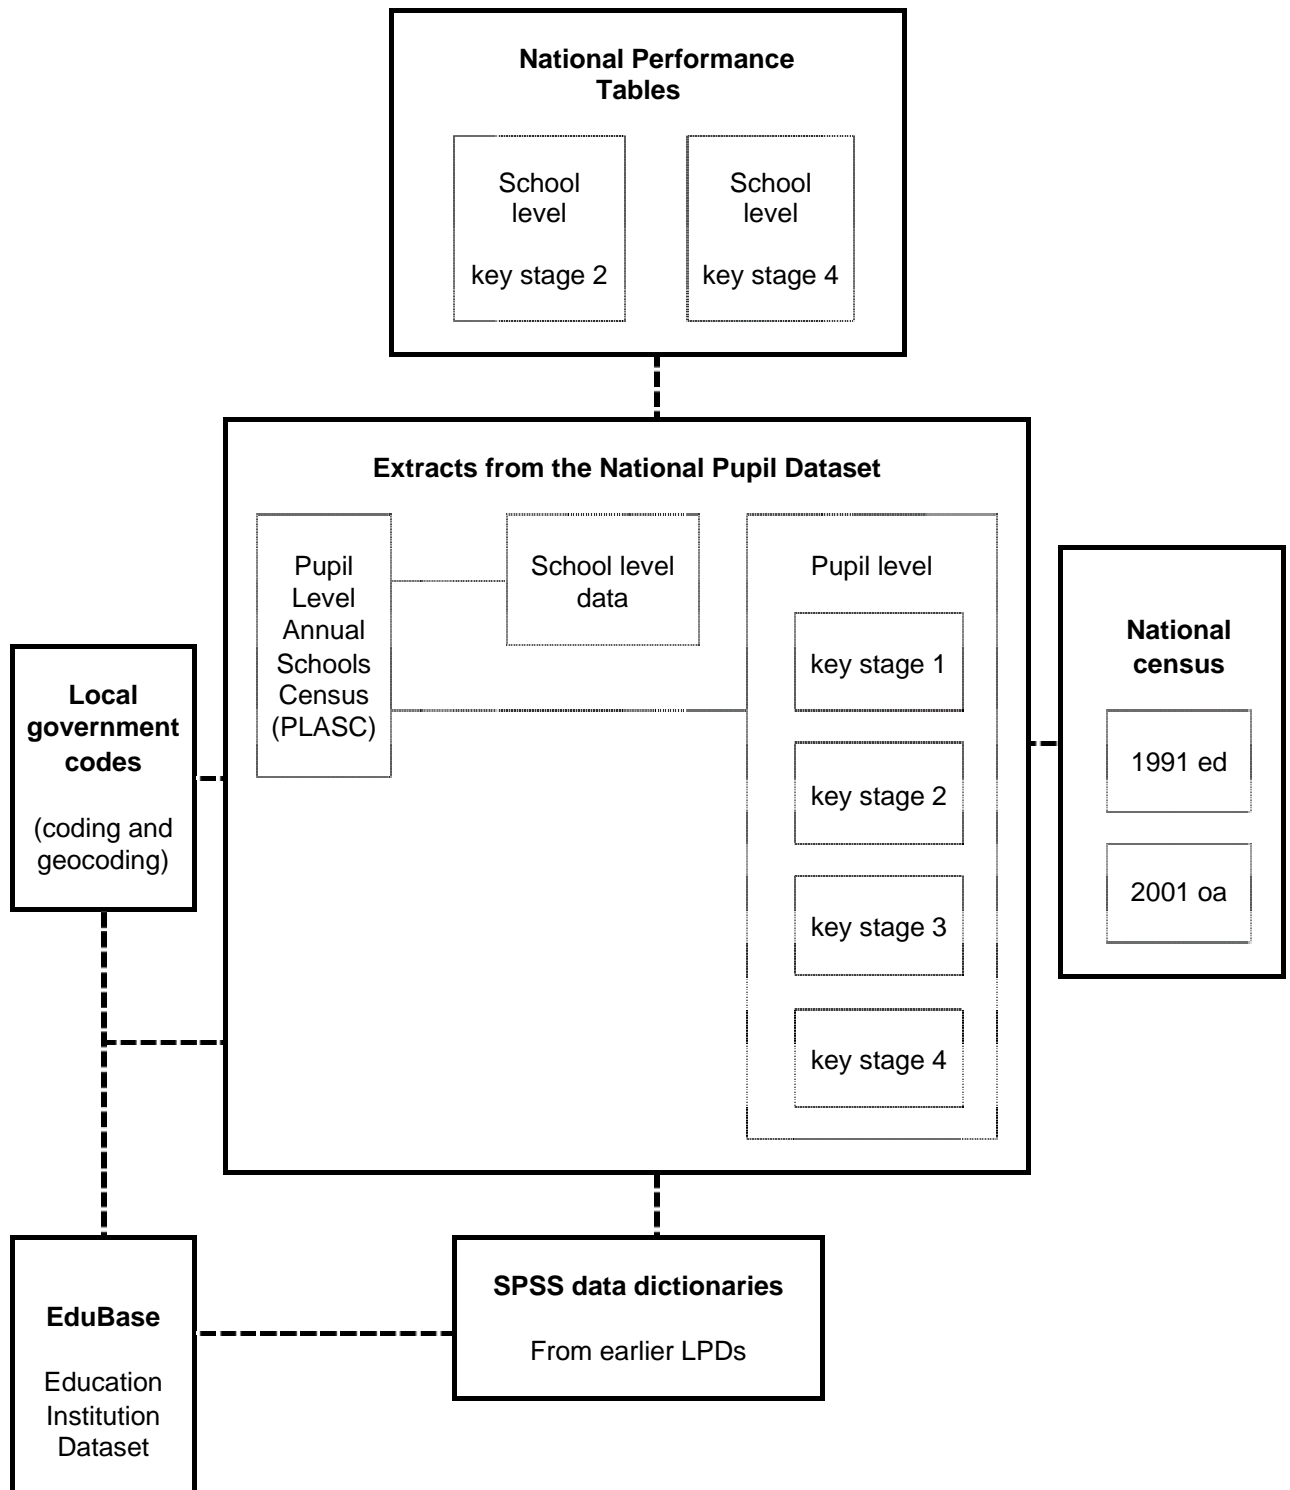 National Performance
Tables
School
level
key stage 2
School
level
key stage 4
Extracts from the National Pupil Dataset
Pupil
Level
Annual
Schools
Census
(PLASC)
School level
data
Pupil level
key stage 1
key stage 2
key stage 3
key stage 4
National
census
1991 ed
2001 oa
Local
government
codes
(coding and
geocoding)
EduBase
Education
Institution
Dataset
SPSS data dictionaries
From earlier LPDs